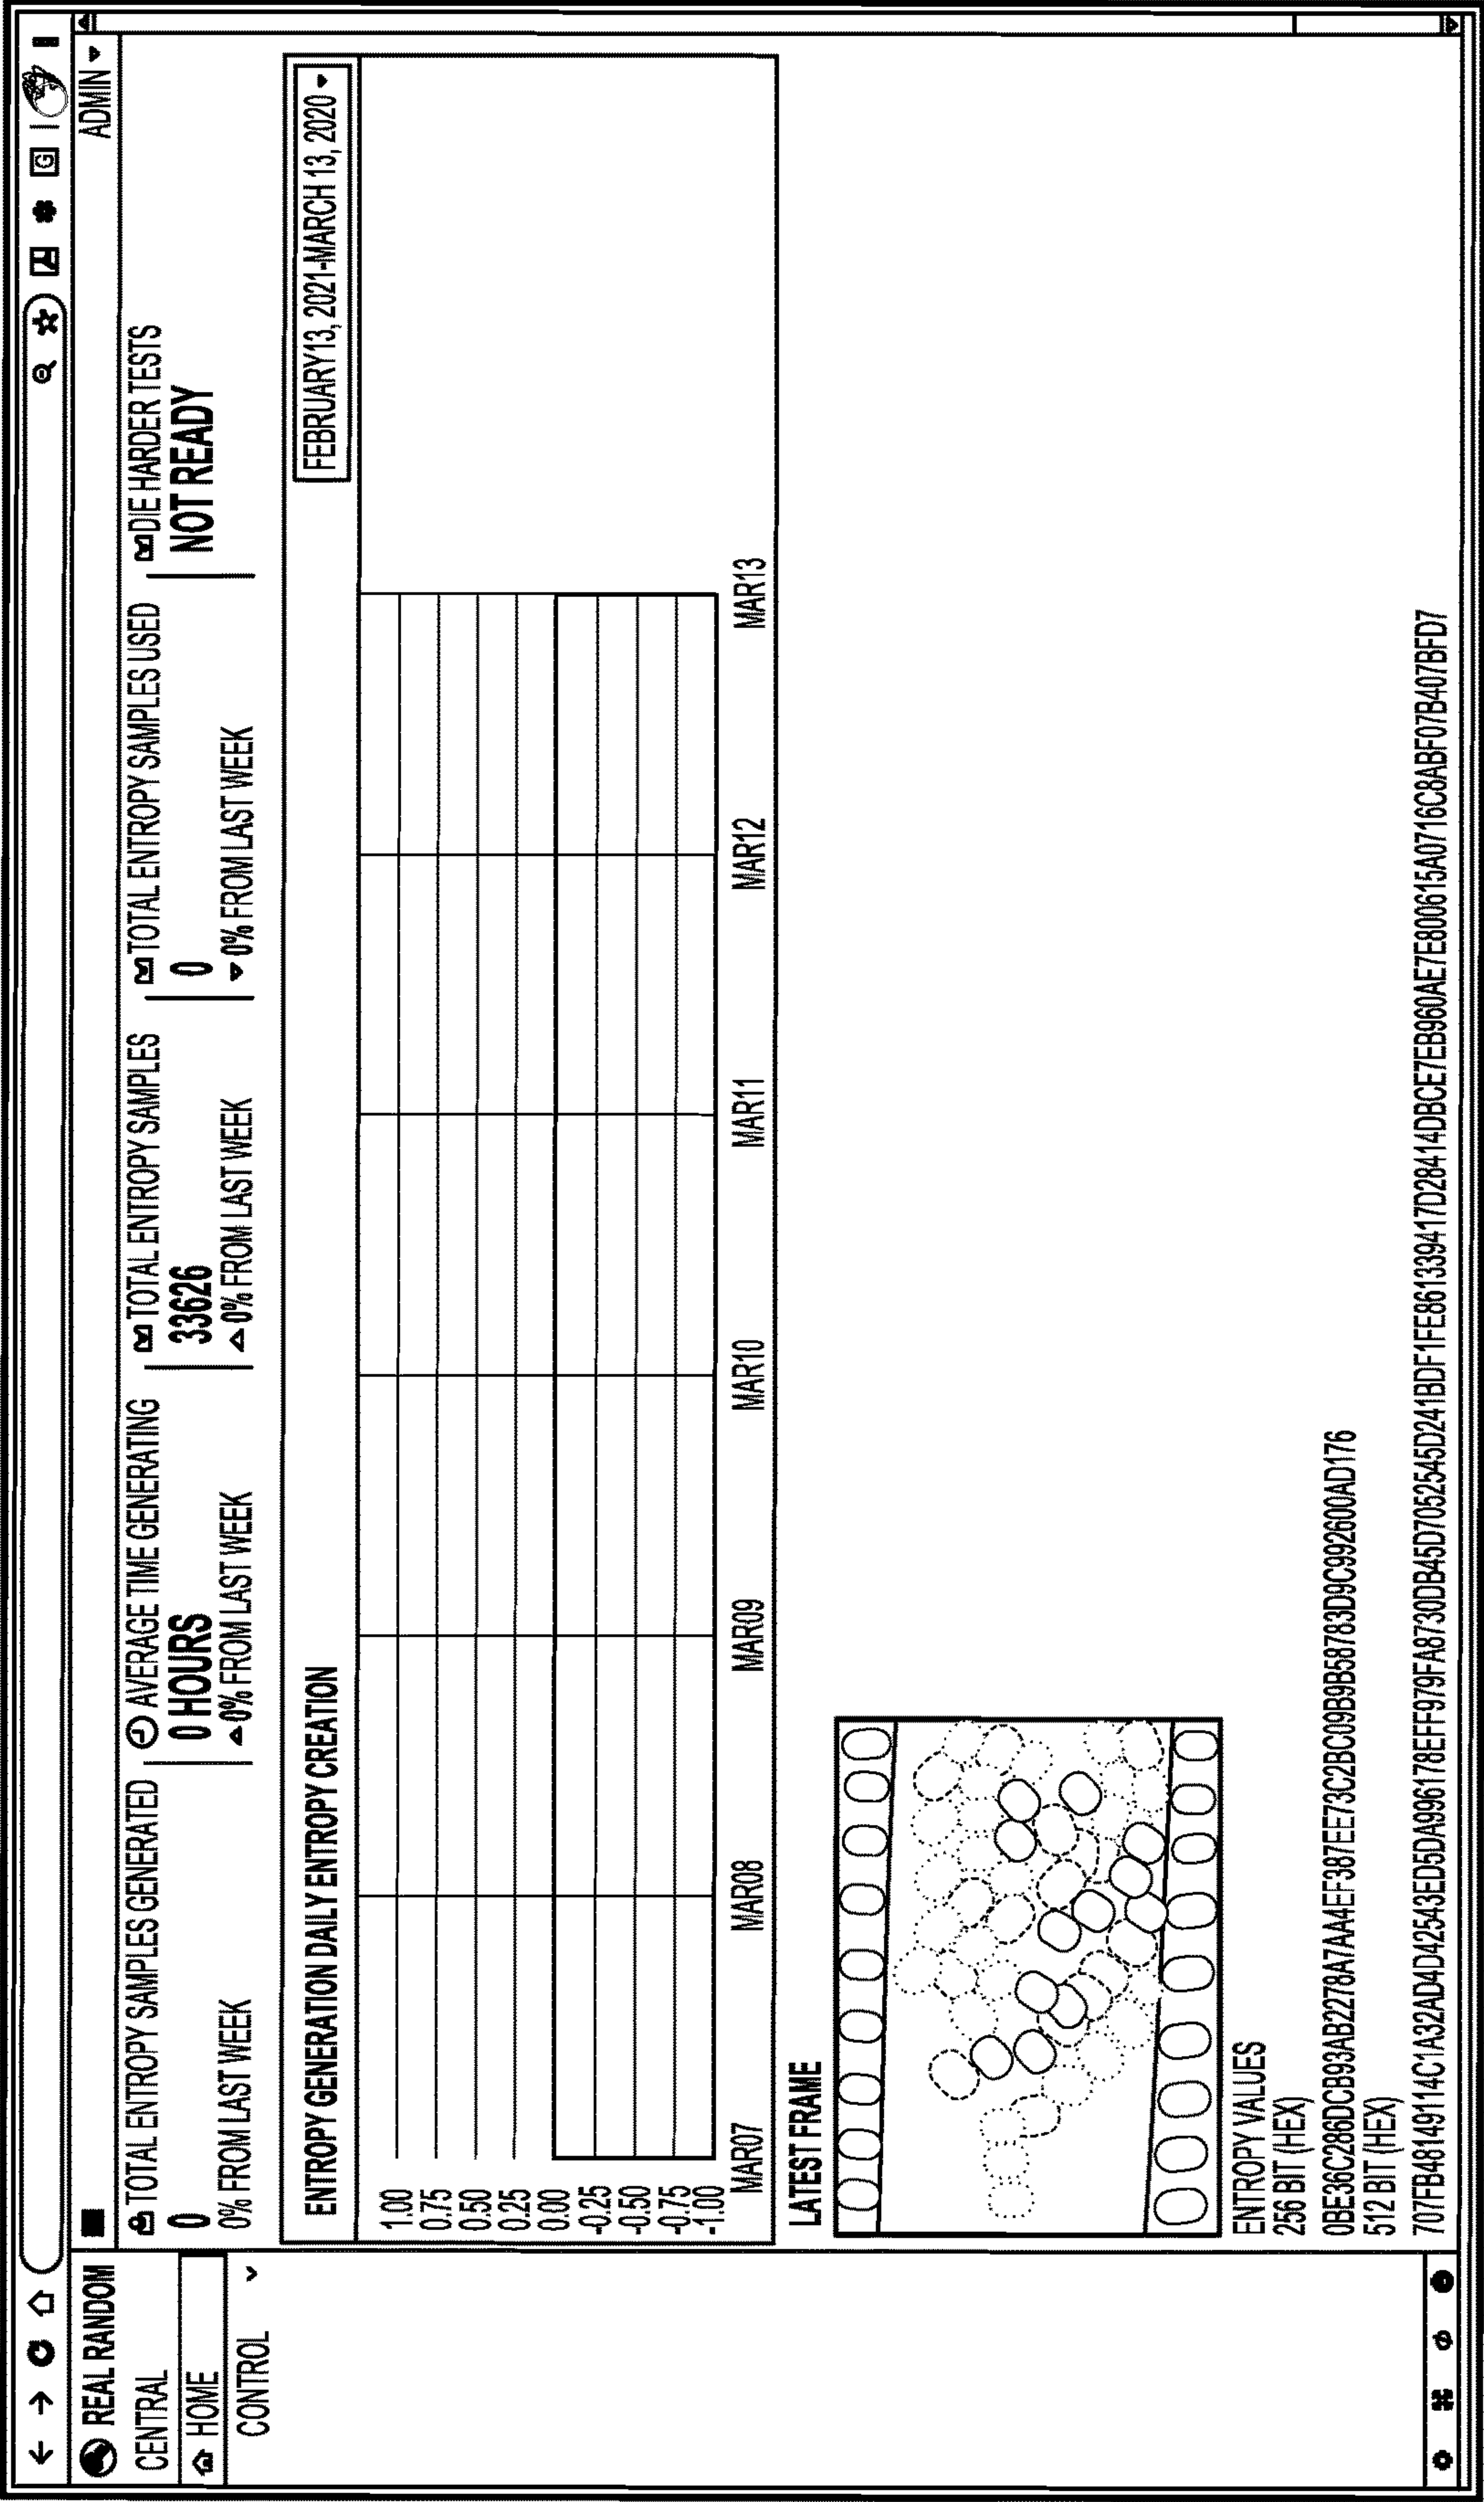 ADMIN
REAL RANDOM
CENTRAL
HOME
CONTROL
TOTAL ENTROPY SAMPLES GENERATED
0
0% FROM LAST WEEK
AVERAGE TIME GENERATING
0 HOURS
0% FROM LAST WEEK
TOTAL ENTROPY SAMPLES
33626
0% FROM LAST WEEK
TOTAL ENTROPY SAMPLES USED
0
0% FROM LAST WEEK
DIE HARDER TESTS
NOT READY
ENTROPY GENERATION DAILY ENTROPY CREATION
FEBRUARY13, 2021-MARCH 13, 2020
1.00
0.75
0.50
0.25
0.00
-0.25
-0.50
-0.75
-1.00
MAR07 MAR08 MAR09 MAR10 MAR11 MAR12 MAR13
LATEST FRAME
ENTROPY VALUES
256 BIT (HEX)
0BE36C286DCB93AB2278A7AA4EF387EE73C2BC09B9B58783D9C992600AD176
512 BIT (HEX)
707FB48149114C1A32AD4D42543ED5DA996178EFF979FA8730DB45D7052545D241BDF1FE86133941​7D28414DBCE7EB960AE7E800615A0716C8ABF07B407BFD7